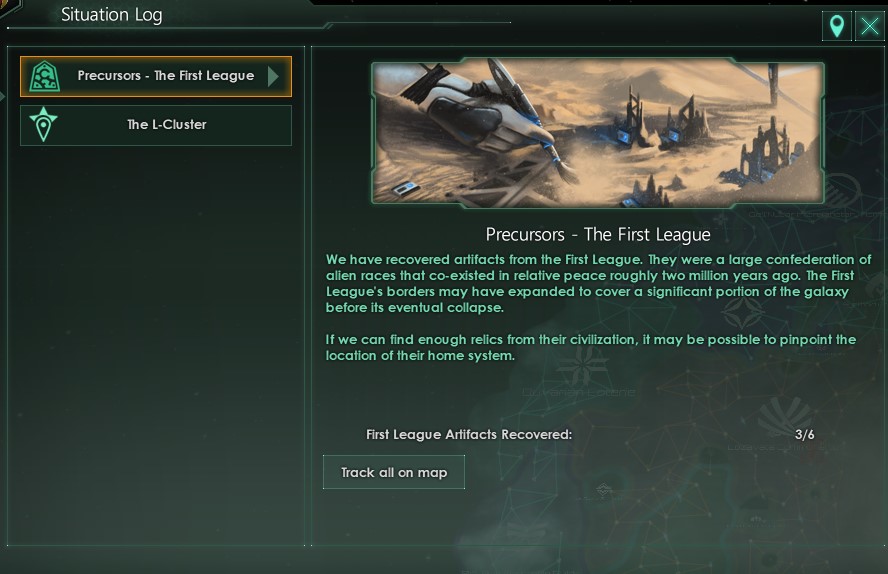 Situation Log
Precursors - The First League
The L-Cluster
Precursors - The First League
We have recovered artifacts from the First League. They were a large confederation of
alien races that co-existed in relative peace roughly two million years ago. The First
League's borders may have expanded to cover a significant portion of the galaxy
before its eventual collapse.
If we can find enough relics from their civilization, it may be possible to pinpoint the
location of their home system.
First League Artifacts Recovered:
3/6
Track all on map